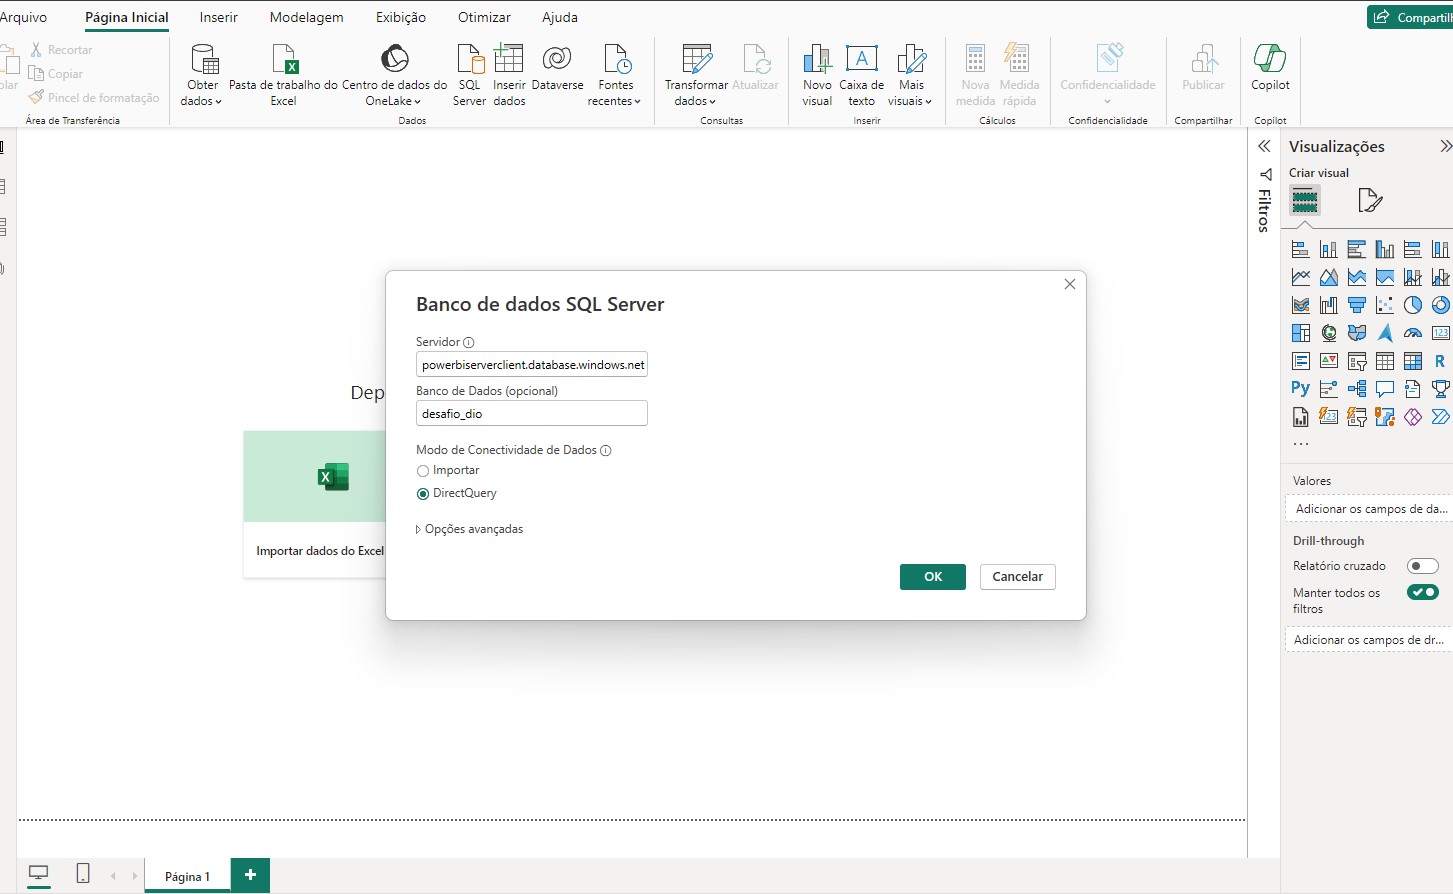 Arquivo
Página Inicial
Inserir
Modelagem
Exibição
Otimizar
Ajuda
Recortar
Copiar
Pincel de formatação
Área de Transferência
Obter
dados
Pasta de trabalho do
Excel
Centro de dados do
OneLake
SQL
Server
Inserir
dados
Dataverse
Fontes
recentes
Dados
Transformar
dados
Atualizar
Consultas
Novo
visual
Caixa de
texto
Mais
visuais
Inserir
Nova
medida
Medida
rápida
Cálculos
Confidencialidade
Confidencialidade
Publicar
Compartilhar
Copilot
Copilot
Filtros
Visualizações
Criar visual
123
R
Py
123
Valores
Adicionar os campos de da...
Drill-through
Relatório cruzado
Manter todos os
filtros
Adicionar os campos de dr...
Dep
Importar dados do Excel
Banco de dados SQL Server
Servidor
powerbiserverclient.database.windows.net
Banco de Dados (opcional)
desafio_dio
Modo de Conectividade de Dados
Importar
DirectQuery
Opções avançadas
OK
Cancelar
Página 1